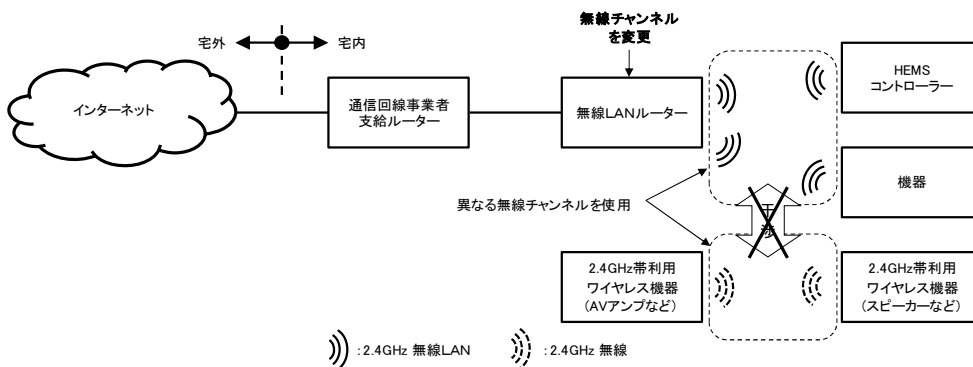 無線チャンネル
を変更
宅外
宅内
インターネット
通信回線事業者
支給ルーター
無線LANルーター
HEMS
コントローラー
機器
異なる無線チャンネルを使用
干渉
2.4GHz帯利用
ワイヤレス機器
(AVアンプなど)
2.4GHz帯利用
ワイヤレス機器
(スピーカーなど)
:2.4GHz 無線LAN
:2.4GHz 無線